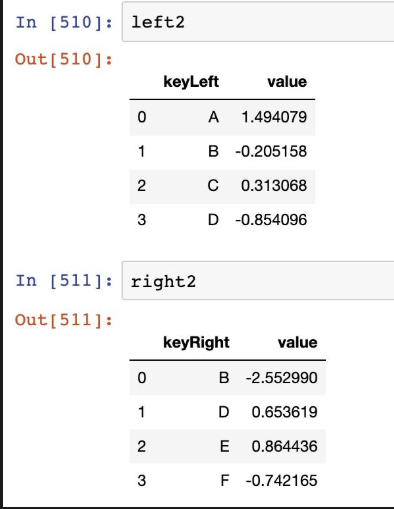 In [510]: left2
Out[510]:
keyLeft value
0 A 1.494079
1 B -0.205158
2 C 0.313068
3 D -0.854096
In [511]: right2
Out[511]:
keyRight value
0 B -2.552990
1 D 0.653619
2 E 0.864436
3 F -0.742165